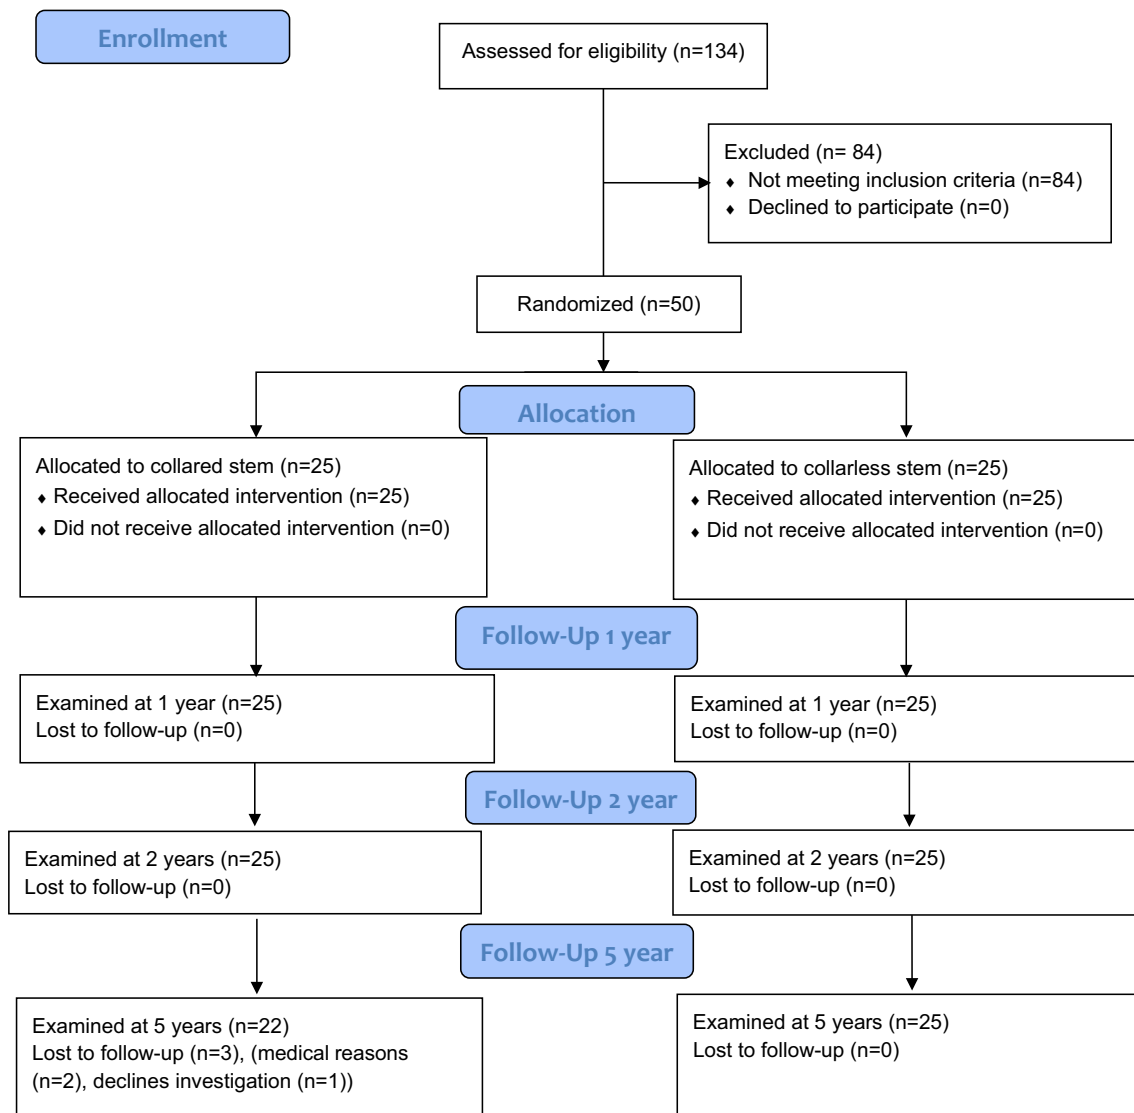 Enrollment
Assessed for eligibility (n=134)
Excluded (n= 84)
♦ Not meeting inclusion criteria (n=84)
♦ Declined to participate (n=0)
Randomized (n=50)
Allocation
Allocated to collared stem (n=25)
♦ Received allocated intervention (n=25)
♦ Did not receive allocated intervention (n=0)
Allocated to collarless stem (n=25)
♦ Received allocated intervention (n=25)
♦ Did not receive allocated intervention (n=0)
Follow-Up 1 year
Examined at 1 year (n=25)
Lost to follow-up (n=0)
Examined at 1 year (n=25)
Lost to follow-up (n=0)
Follow-Up 2 year
Examined at 2 years (n=25)
Lost to follow-up (n=0)
Examined at 2 years (n=25)
Lost to follow-up (n=0)
Follow-Up 5 year
Examined at 5 years (n=22)
Lost to follow-up (n=3), (medical reasons
(n=2), declines investigation (n=1))
Examined at 5 years (n=25)
Lost to follow-up (n=0)